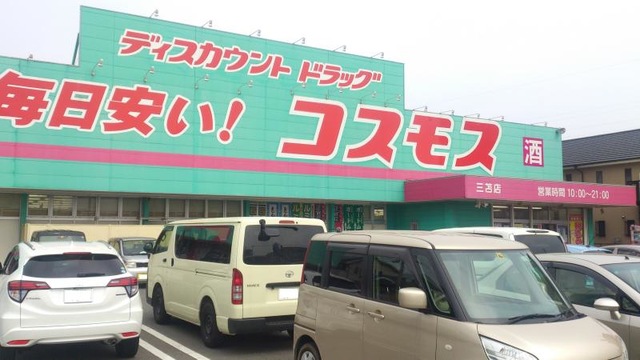 ディスカウント ドラッグ
毎日安い! コスモス 酒
三苫店 営業時間 10:00〜21:00